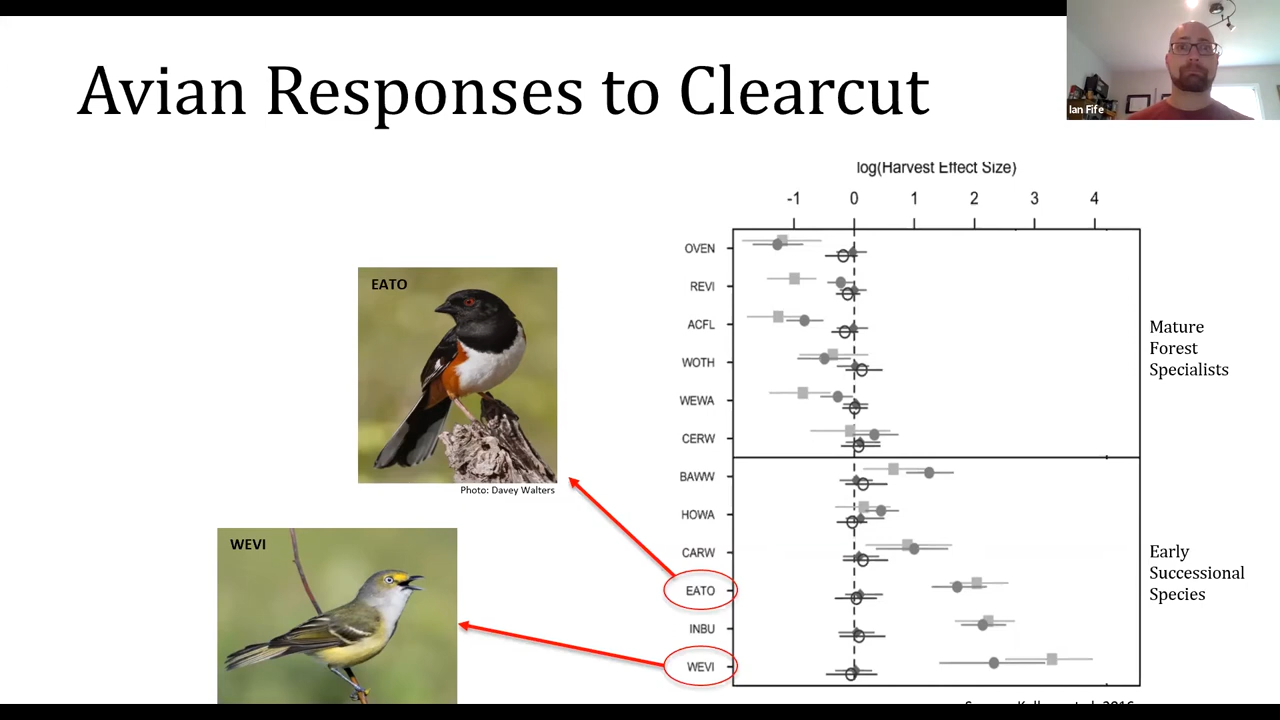 Avian Responses to Clearcut
Ian Fife
log(Harvest Effect Size)
-1 0 1 2 3 4
OVEN
REVI
ACFL
WOTH
WEWA
CERW
BAWW
HOWA
CARW
EATO
INBU
WEVI
Mature
Forest
Specialists
Early
Successional
Species
EATO
Photo: Davey Walters
WEVI